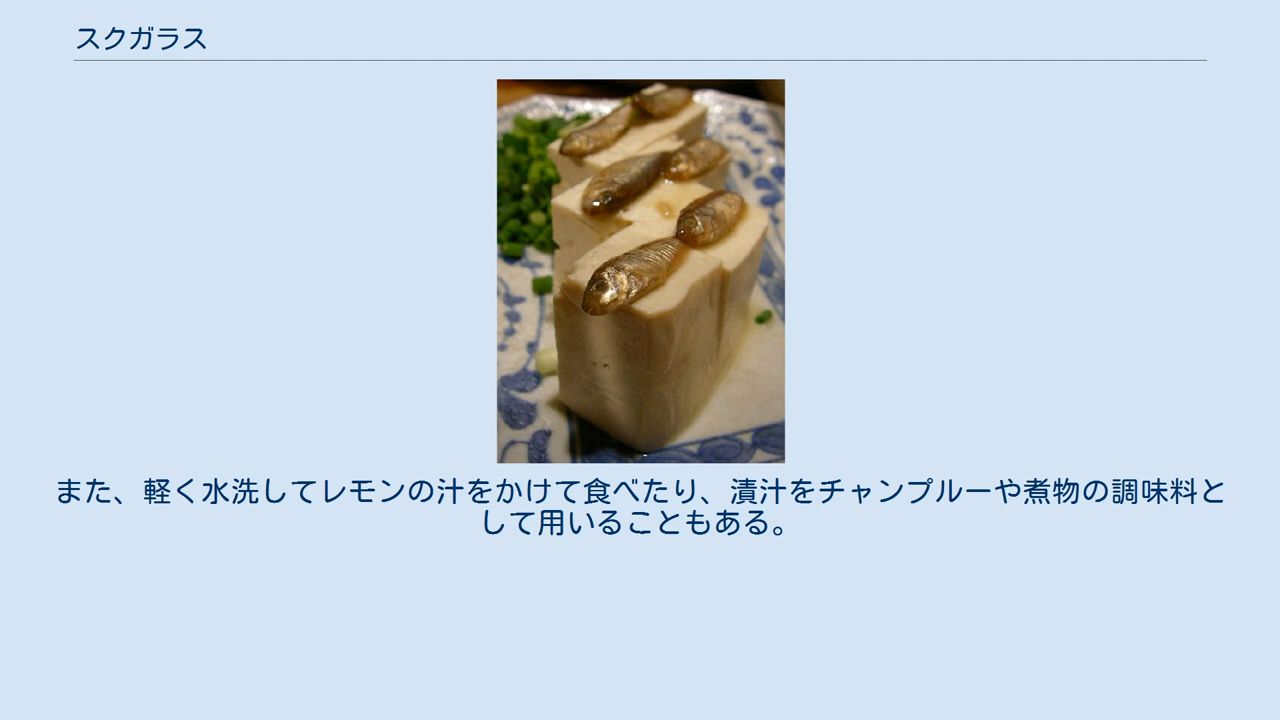 スクガラス
また、軽く水洗してレモンの汁をかけて食べたり、漬汁をチャンプルーや煮物の調味料と
して用いることもある。